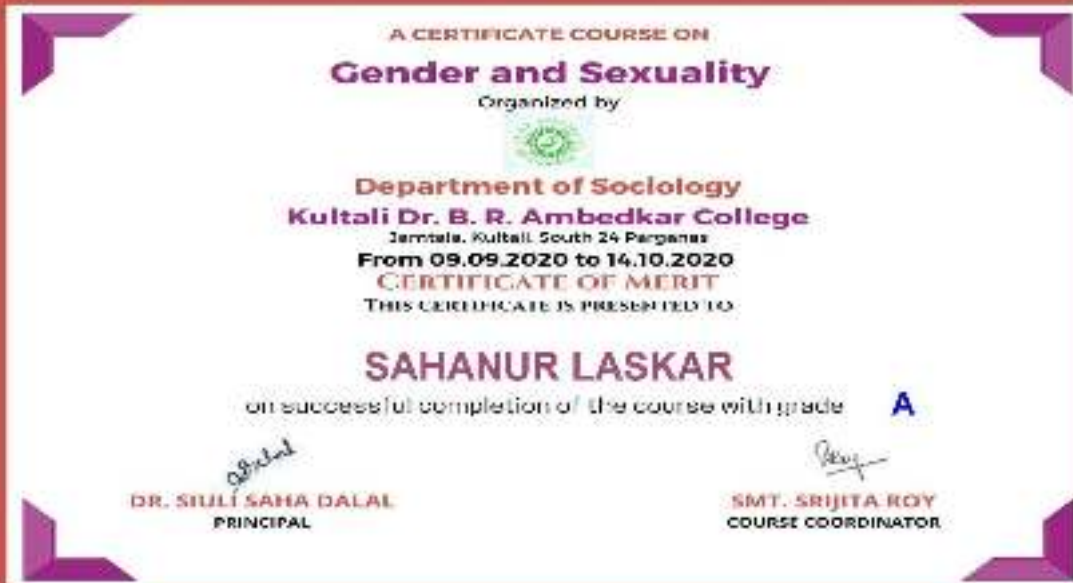 A CERTIFICATE COURSE ON
Gender and Sexuality
Organized by
Department of Sociology
Kultali Dr. B. R. Ambedkar College
Jamtala, Kultali, South 24 Parganas
From 09.09.2020 to 14.10.2020
CERTIFICATE OF MERIT
THIS CERTIFICATE IS PRESENTED TO
SAHANUR LASKAR
on successful completion of the course with grade A
DR. SIULI SAHA DALAL
PRINCIPAL
SMT. SRIJITA ROY
COURSE COORDINATOR